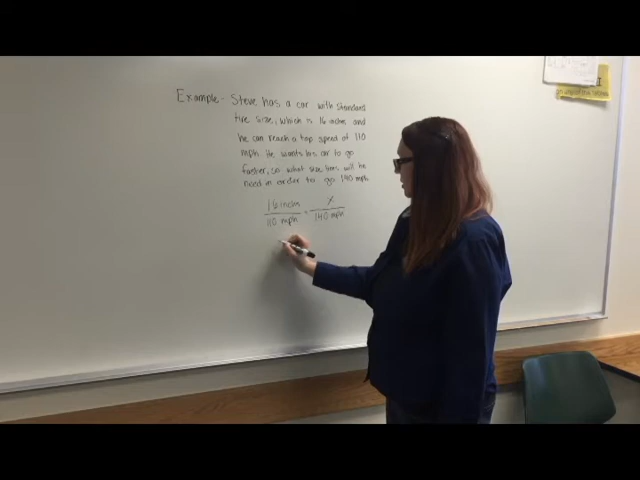 Example - Steve has a car with standard
tire size, which is 16 inches and
he can reach a top speed of 110
mph. He wants his car to go
faster, so what size tires will he
need in order to go 140 mph
16 inches / 110 mph = x / 140 mph